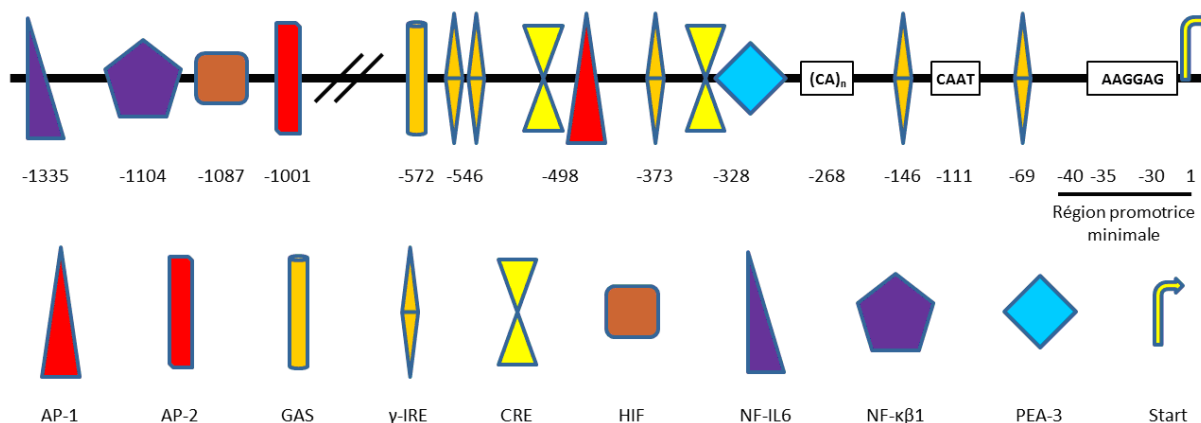 (CA)n CAAT AAGGAG
-1335 -1104 -1087 -1001 -572 -546 -498 -373 -328 -268 -146 -111 -69 -40 -35 -30 1
Région promotrice
minimale
AP-1 AP-2 GAS γ-IRE CRE HIF NF-IL6 NF-κβ1 PEA-3 Start